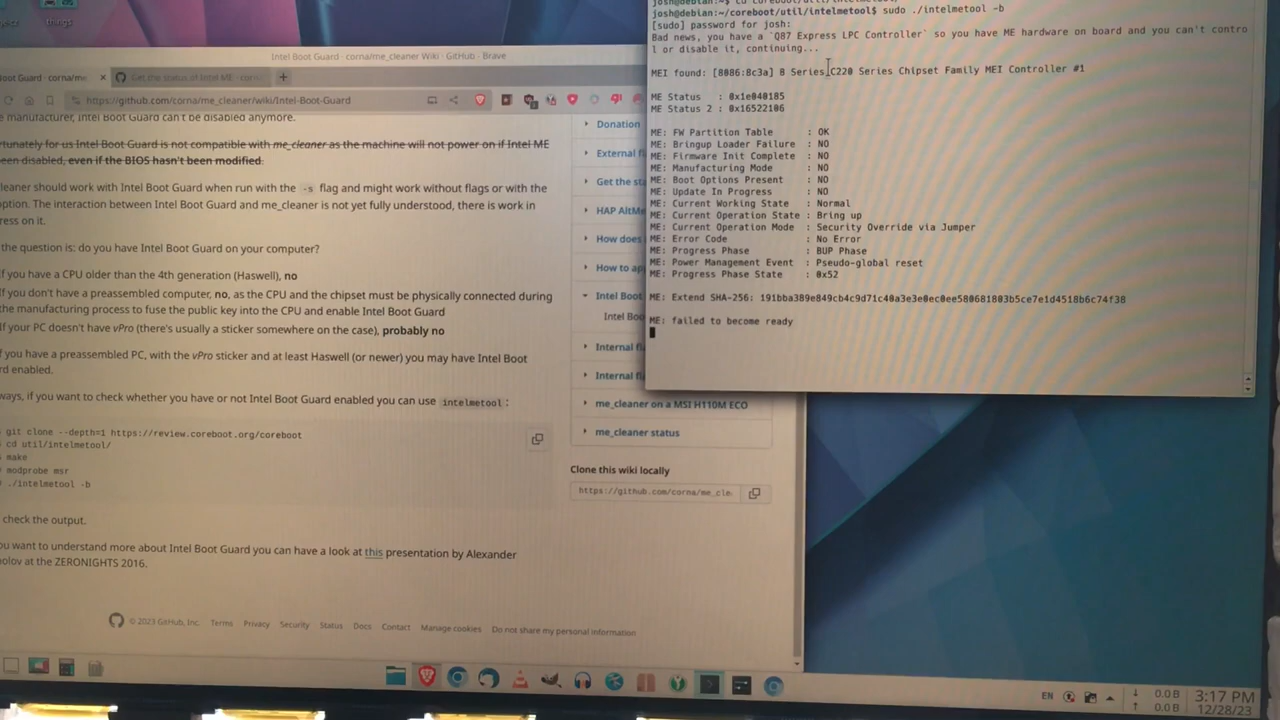 things
Intel Boot Guard · corna/me_cleaner Wiki · GitHub - Brave
oot Guard · corna/me
Get the status of Intel ME · corna
https://github.com/corna/me_cleaner/wiki/Intel-Boot-Guard
e manufacturer, Intel Boot Guard can't be disabled anymore.
rtunately for us Intel Boot Guard is not compatible with me_cleaner as the machine will not power on if Intel ME
een disabled, even if the BIOS hasn't been modified.
leaner should work with Intel Boot Guard when run with the -s flag and might work without flags or with the
ption. The interaction between Intel Boot Guard and me_cleaner is not yet fully understood, there is work in
ress on it.
the question is: do you have Intel Boot Guard on your computer?
f you have a CPU older than the 4th generation (Haswell), no
f you don't have a preassembled computer, no, as the CPU and the chipset must be physically connected during
the manufacturing process to fuse the public key into the CPU and enable Intel Boot Guard
f your PC doesn't have vPro (there's usually a sticker somewhere on the case), probably no
f you have a preassembled PC, with the vPro sticker and at least Haswell (or newer) you may have Intel Boot
rd enabled.
ways, if you want to check whether you have or not Intel Boot Guard enabled you can use intelmetool :
git clone --depth=1 https://review.coreboot.org/coreboot
cd util/intelmetool/
make
modprobe msr
./intelmetool -b
check the output.
ou want to understand more about Intel Boot Guard you can have a look at this presentation by Alexander
olov at the ZERONIGHTS 2016.
© 2023 GitHub, Inc. Terms Privacy Security Status Docs Contact Manage cookies Do not share my personal information
Donation
External f
Get the sta
HAP AltMe
How does
How to ap
Intel Boot
Intel Boo
Internal fl
Internal fl
me_cleaner on a MSI H110M ECO
me_cleaner status
Clone this wiki locally
https://github.com/corna/me_cle
josh@debian:~/coreboot/util/intelmetool$ sudo ./intelmetool -b
[sudo] password for josh:
Bad news, you have a `Q87 Express LPC Controller` so you have ME hardware on board and you can't contro
l or disable it, continuing...
MEI found: [8086:8c3a] 8 Series/C220 Series Chipset Family MEI Controller #1
ME Status : 0x1e040185
ME Status 2 : 0x16522106
ME: FW Partition Table : OK
ME: Bringup Loader Failure : NO
ME: Firmware Init Complete : NO
ME: Manufacturing Mode : NO
ME: Boot Options Present : NO
ME: Update In Progress : NO
ME: Current Working State : Normal
ME: Current Operation State : Bring up
ME: Current Operation Mode : Security Override via Jumper
ME: Error Code : No Error
ME: Progress Phase : BUP Phase
ME: Power Management Event : Pseudo-global reset
ME: Progress Phase State : 0x52
ME: Extend SHA-256: 191bba389e849cb4c9d71c40a3e3e0ec0ee580681803b5ce7e1d4518b6c74f38
ME: failed to become ready
EN
0.0 B
0.0 B
3:17 PM
12/28/23